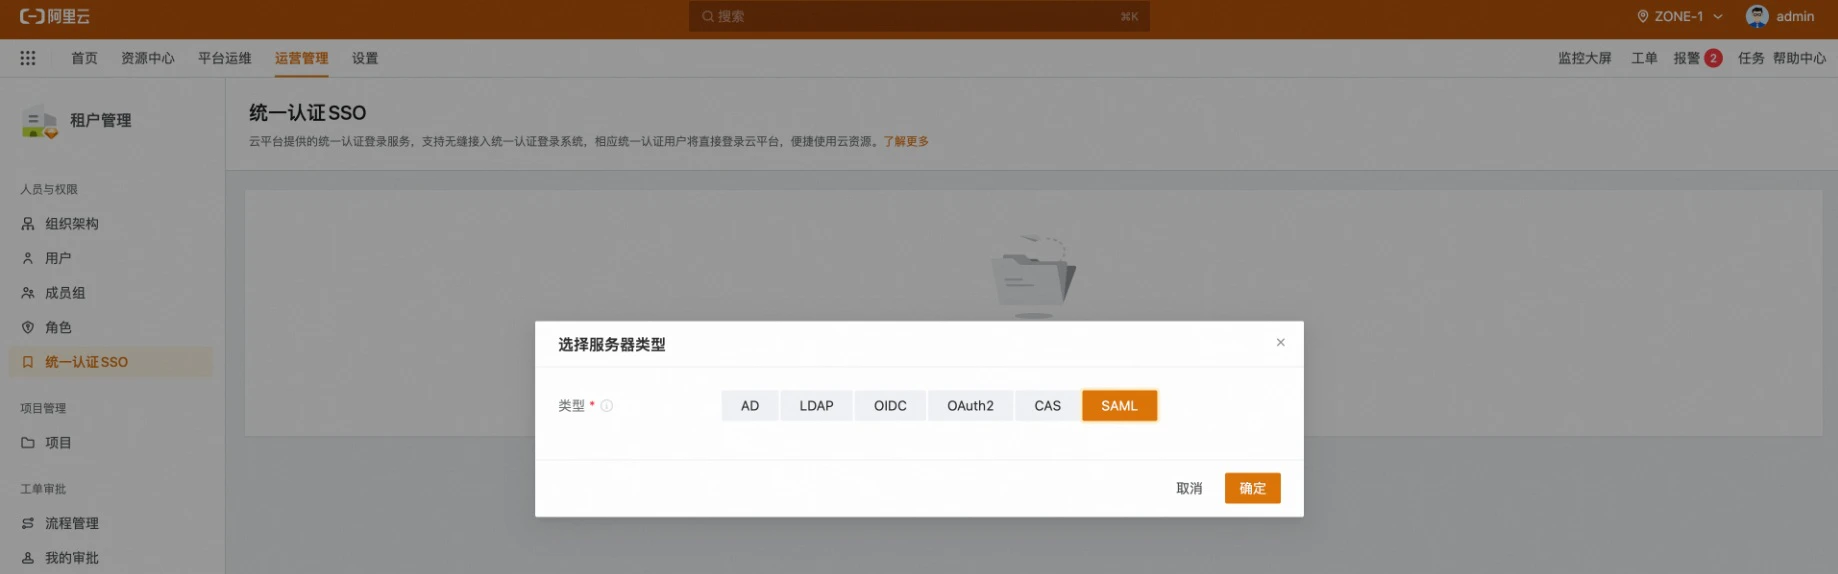 阿里云
搜索
⌘K
ZONE-1
admin
首页 资源中心 平台运维 运营管理 设置
监控大屏 工单 报警 2 任务 帮助中心
租户管理
人员与权限
组织架构
用户
成员组
角色
统一认证SSO
项目管理
项目
工单审批
流程管理
我的审批
统一认证SSO
云平台提供的统一认证登录服务，支持无缝接入统一认证登录系统，相应统一认证用户将直接登录云平台，便捷使用云资源。了解更多
选择服务器类型
类型 *
AD LDAP OIDC OAuth2 CAS SAML
取消 确定